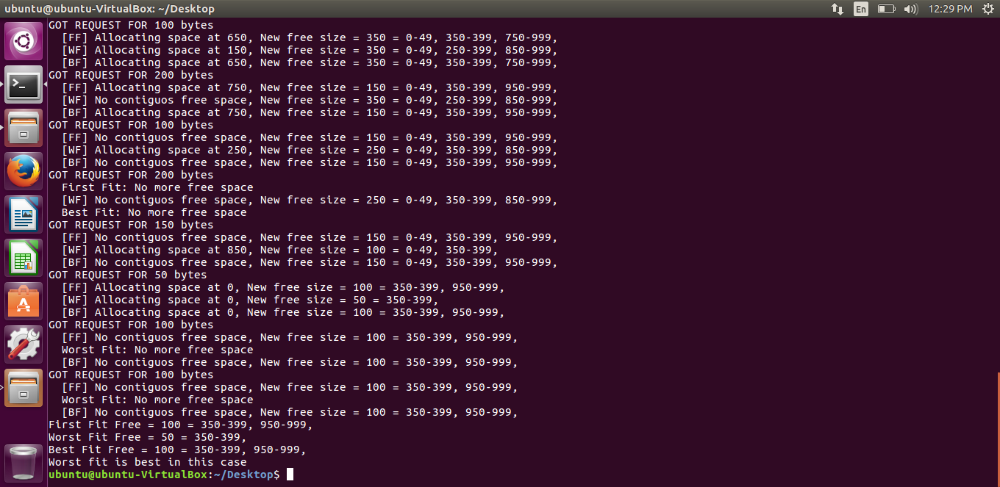 ubuntu@ubuntu-VirtualBox: ~/Desktop
En
12:29 PM
GOT REQUEST FOR 100 bytes
[FF] Allocating space at 650, New free size = 350 = 0-49, 350-399, 750-999,
[WF] Allocating space at 150, New free size = 350 = 0-49, 250-399, 850-999,
[BF] Allocating space at 650, New free size = 350 = 0-49, 350-399, 750-999,
GOT REQUEST FOR 200 bytes
[FF] Allocating space at 750, New free size = 150 = 0-49, 350-399, 950-999,
[WF] No contiguos free space, New free size = 350 = 0-49, 250-399, 850-999,
[BF] Allocating space at 750, New free size = 150 = 0-49, 350-399, 950-999,
GOT REQUEST FOR 100 bytes
[FF] No contiguos free space, New free size = 150 = 0-49, 350-399, 950-999,
[WF] Allocating space at 250, New free size = 250 = 0-49, 350-399, 850-999,
[BF] No contiguos free space, New free size = 150 = 0-49, 350-399, 950-999,
GOT REQUEST FOR 200 bytes
First Fit: No more free space
[WF] No contiguos free space, New free size = 250 = 0-49, 350-399, 850-999,
Best Fit: No more free space
GOT REQUEST FOR 150 bytes
[FF] No contiguos free space, New free size = 150 = 0-49, 350-399, 950-999,
[WF] Allocating space at 850, New free size = 100 = 0-49, 350-399,
[BF] No contiguos free space, New free size = 150 = 0-49, 350-399, 950-999,
GOT REQUEST FOR 50 bytes
[FF] Allocating space at 0, New free size = 100 = 350-399, 950-999,
[WF] Allocating space at 0, New free size = 50 = 350-399,
[BF] Allocating space at 0, New free size = 100 = 350-399, 950-999,
GOT REQUEST FOR 100 bytes
[FF] No contiguos free space, New free size = 100 = 350-399, 950-999,
Worst Fit: No more free space
[BF] No contiguos free space, New free size = 100 = 350-399, 950-999,
GOT REQUEST FOR 100 bytes
[FF] No contiguos free space, New free size = 100 = 350-399, 950-999,
Worst Fit: No more free space
[BF] No contiguos free space, New free size = 100 = 350-399, 950-999,
First Fit Free = 100 = 350-399, 950-999,
Worst Fit Free = 50 = 350-399,
Best Fit Free = 100 = 350-399, 950-999,
Worst fit is best in this case
ubuntu@ubuntu-VirtualBox:~/Desktop$